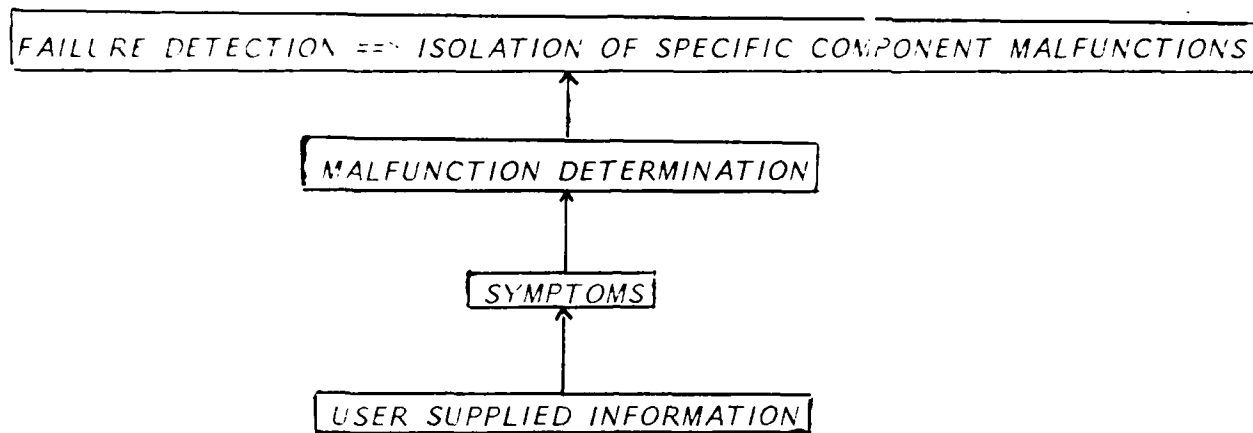 FAILURE DETECTION ==> ISOLATION OF SPECIFIC COMPONENT MALFUNCTIONS
MALFUNCTION DETERMINATION
SYMPTOMS
USER SUPPLIED INFORMATION